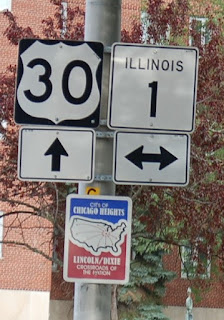 30
ILLINOIS
1
CITY OF
CHICAGO HEIGHTS
LINCOLN/DIXIE
CROSSROADS OF
THE NATION